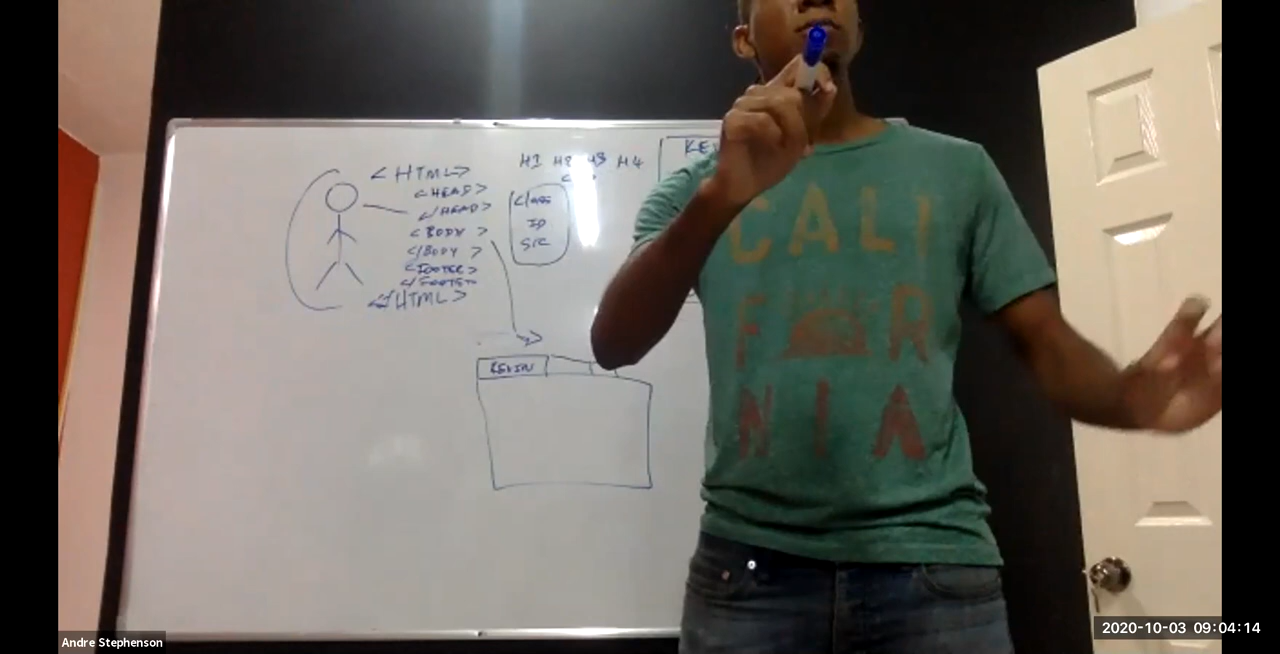 <HTML>
<HEAD>
</HEAD>
<BODY>
</BODY>
<FOOTER>
</FOOTER>
</HTML>
H1 H2 H3 H4
Class
ID
SRC
KEV
KEVIN
CALI
F R
NIA
Andre Stephenson
2020-10-03 09:04:14